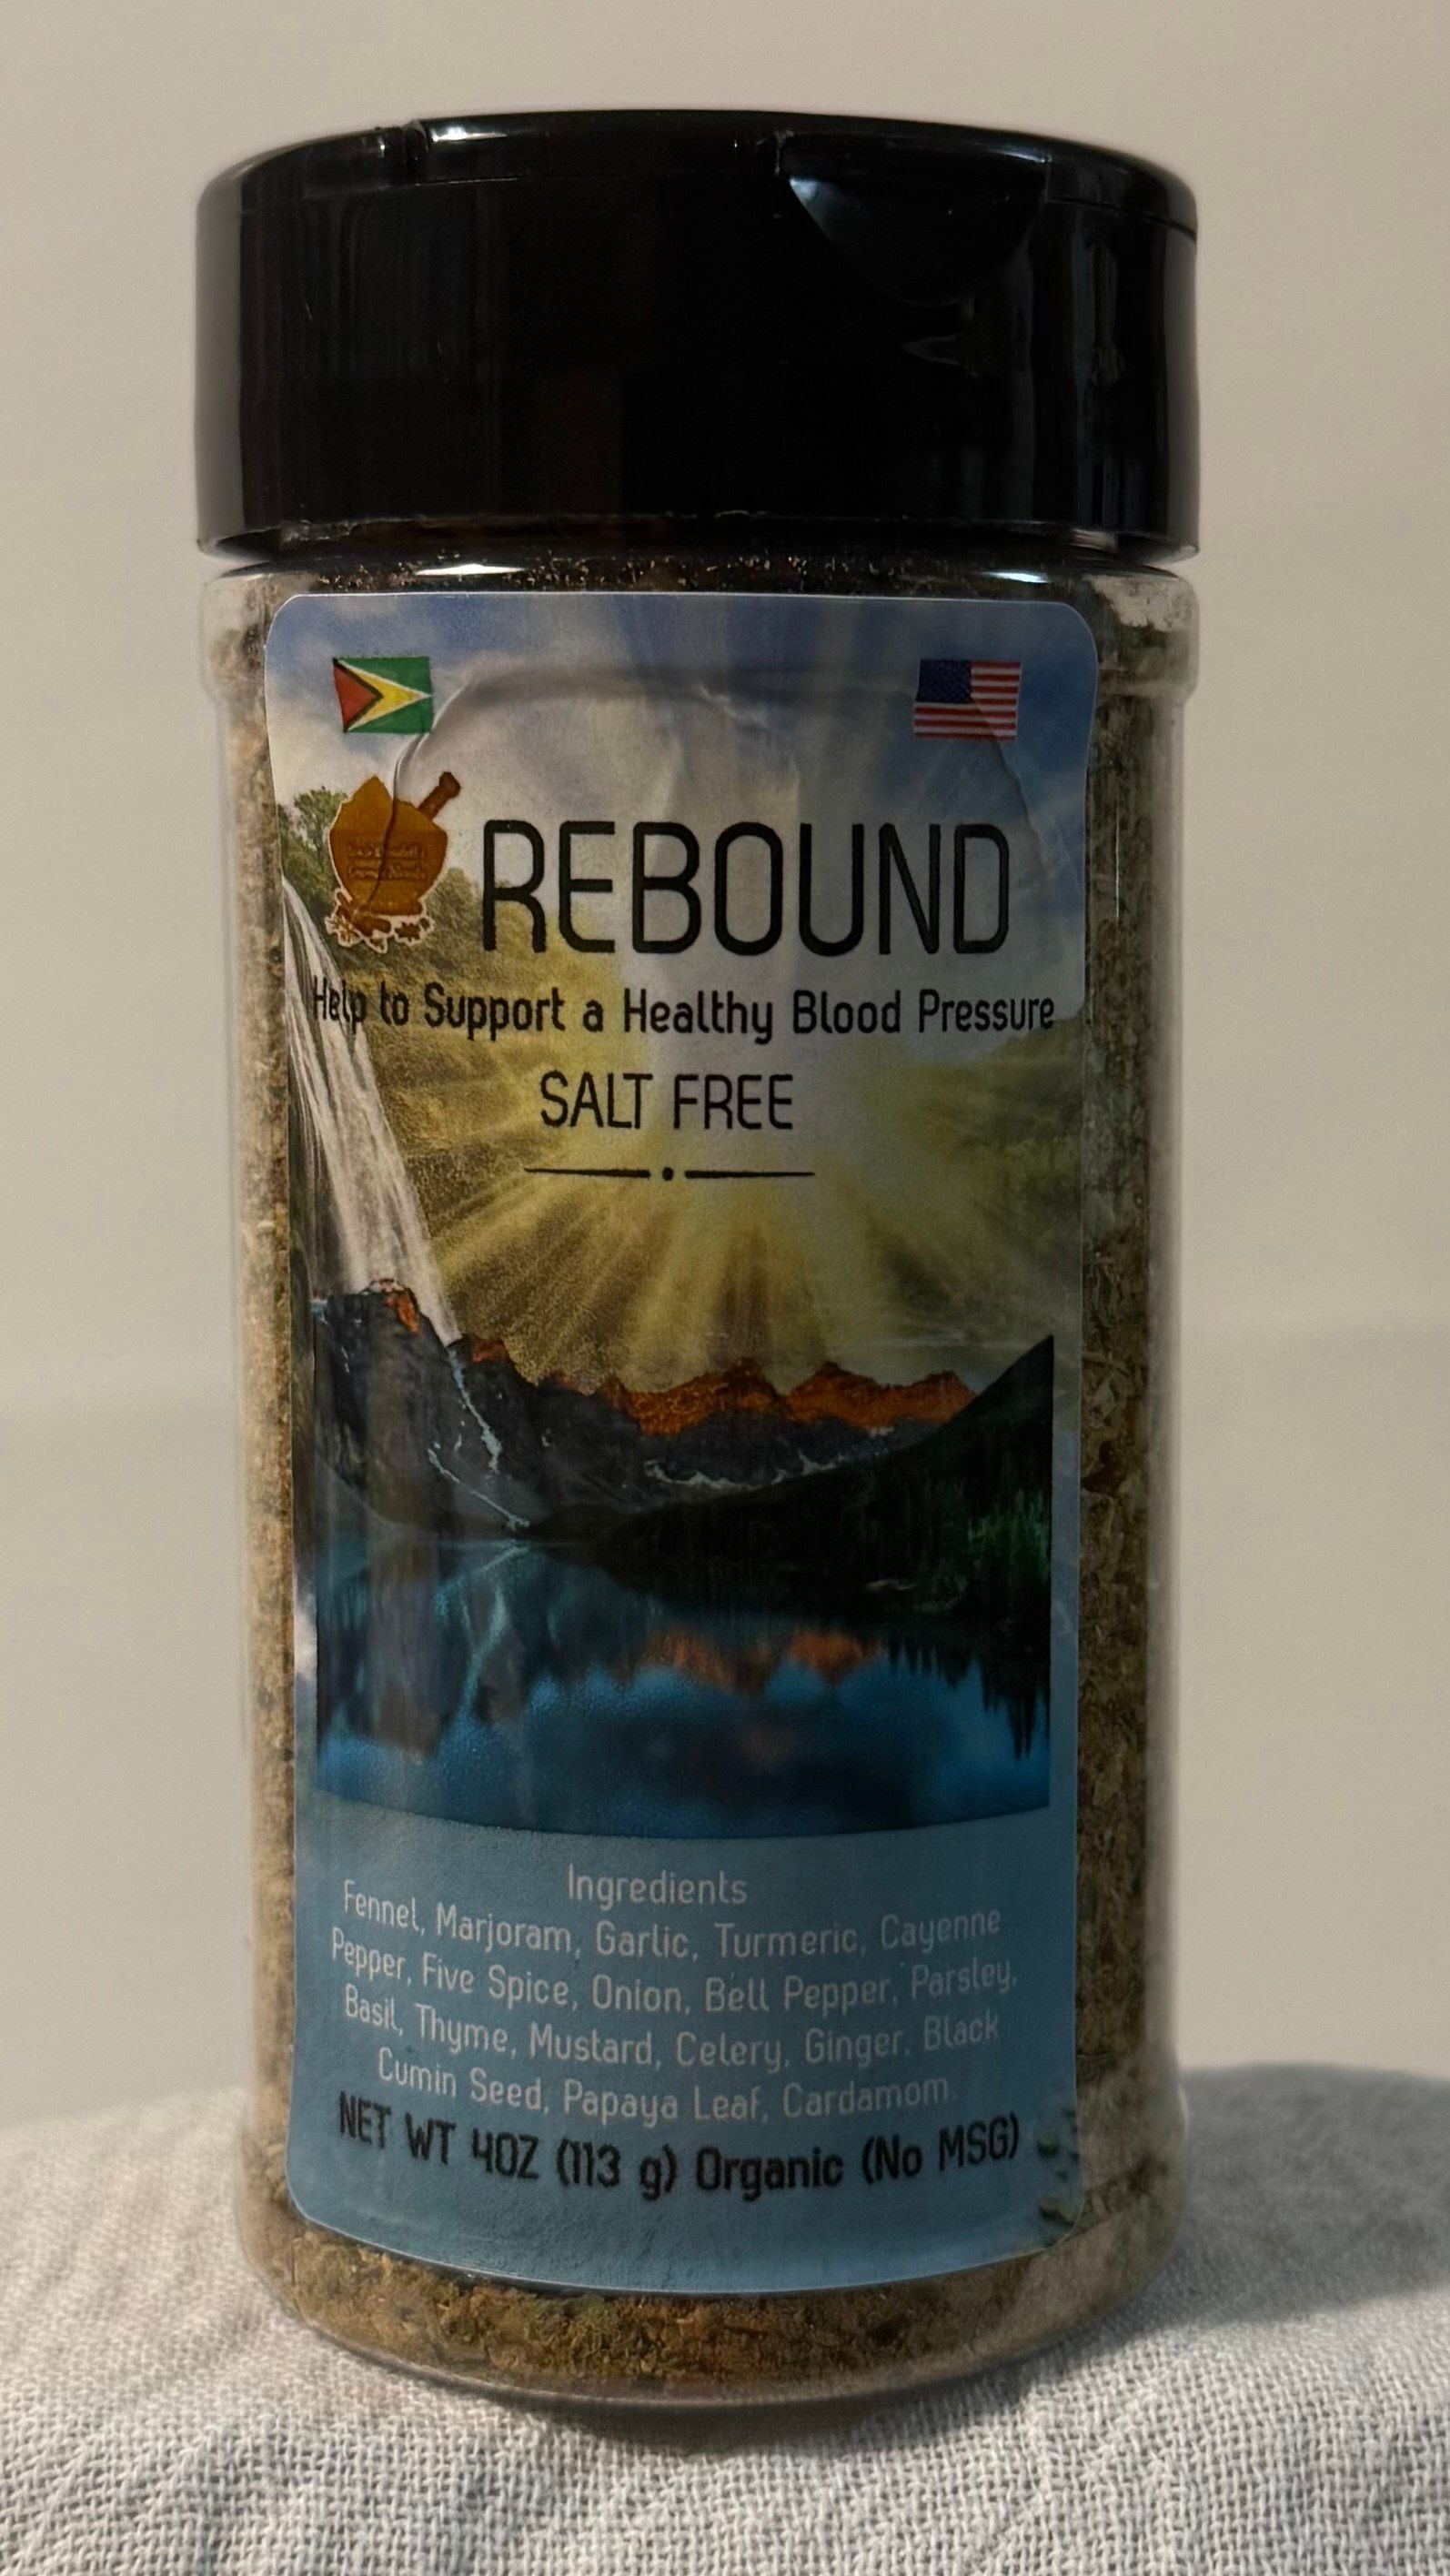 REBOUND
Help to Support a Healthy Blood Pressure
SALT FREE
Ingredients
Fennel, Marjoram, Garlic, Turmeric, Cayenne
Pepper, Five Spice, Onion, Bell Pepper, Parsley,
Basil, Thyme, Mustard, Celery, Ginger, Black
Cumin Seed, Papaya Leaf, Cardamom.
NET WT 4OZ (113 g) Organic (No MSG)